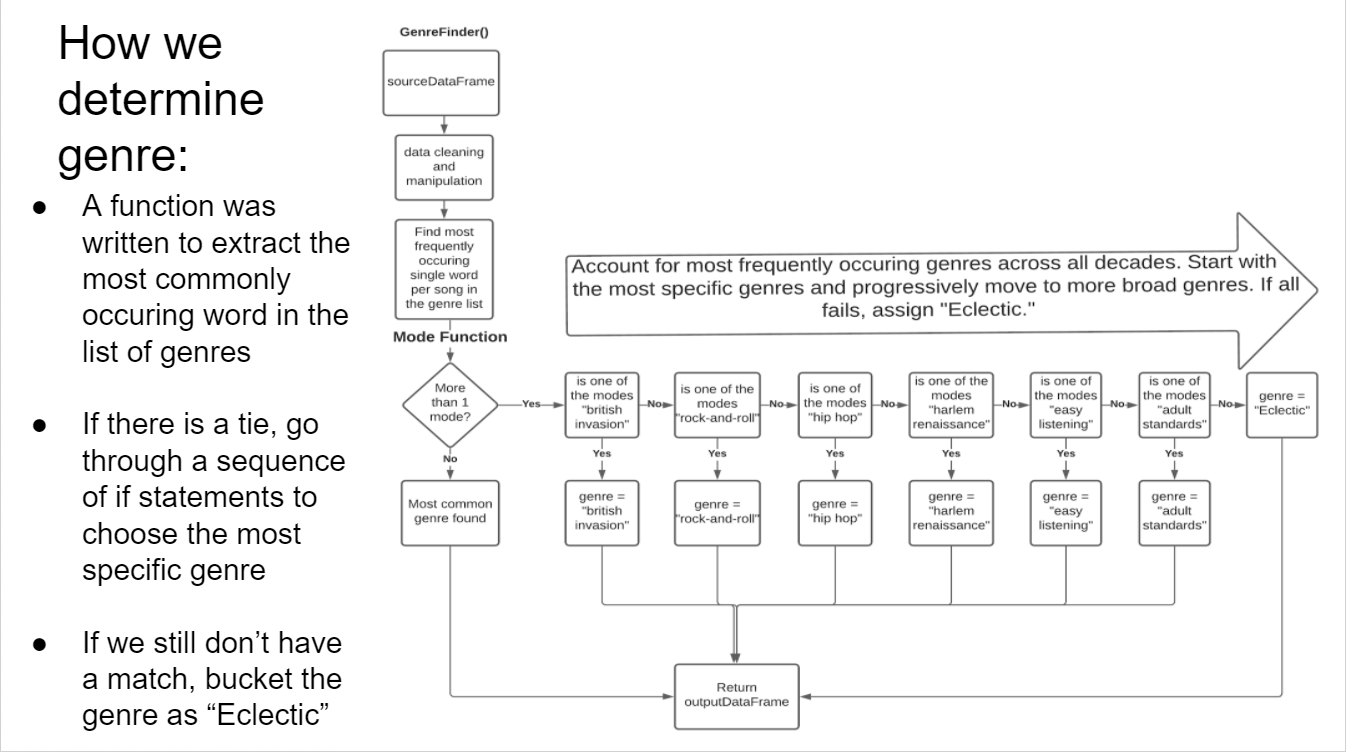 How we
determine
genre:
● A function was
written to extract the
most commonly
occuring word in the
list of genres
● If there is a tie, go
through a sequence
of if statements to
choose the most
specific genre
● If we still don’t have
a match, bucket the
genre as “Eclectic”
GenreFinder()
sourceDataFrame
data cleaning
and
manipulation
Find most
frequently
occuring
single word
per song in
the genre list
Mode Function
More
than 1
mode?
Yes
No
Most common
genre found
Account for most frequently occuring genres across all decades. Start with
the most specific genres and progressively move to more broad genres. If all
fails, assign "Eclectic."
is one of
the modes
"british
invasion"
No
is one of the
modes
"rock-and-roll"
No
is one of
the modes
"hip hop"
No
is one of the
modes
"harlem
renaissance"
No
is one of
the modes
"easy
listening"
No
is one of
the modes
"adult
standards"
No
genre =
"Eclectic"
Yes
Yes
Yes
Yes
Yes
Yes
genre =
"british
invasion"
genre =
"rock-and-roll"
genre =
"hip hop"
genre =
"harlem
renaissance"
genre =
"easy
listening"
genre =
"adult
standards"
Return
outputDataFrame